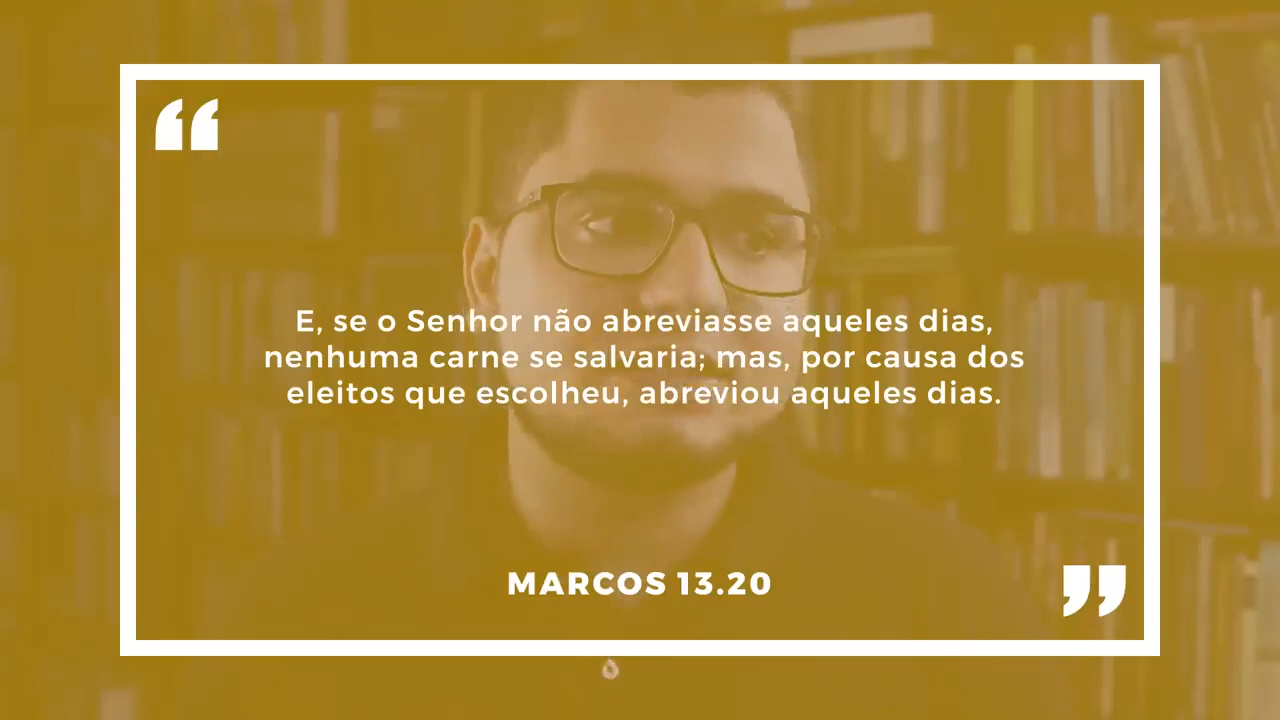 E, se o Senhor não abreviasse aqueles dias,
nenhuma carne se salvaria; mas, por causa dos
eleitos que escolheu, abreviou aqueles dias.
MARCOS 13.20